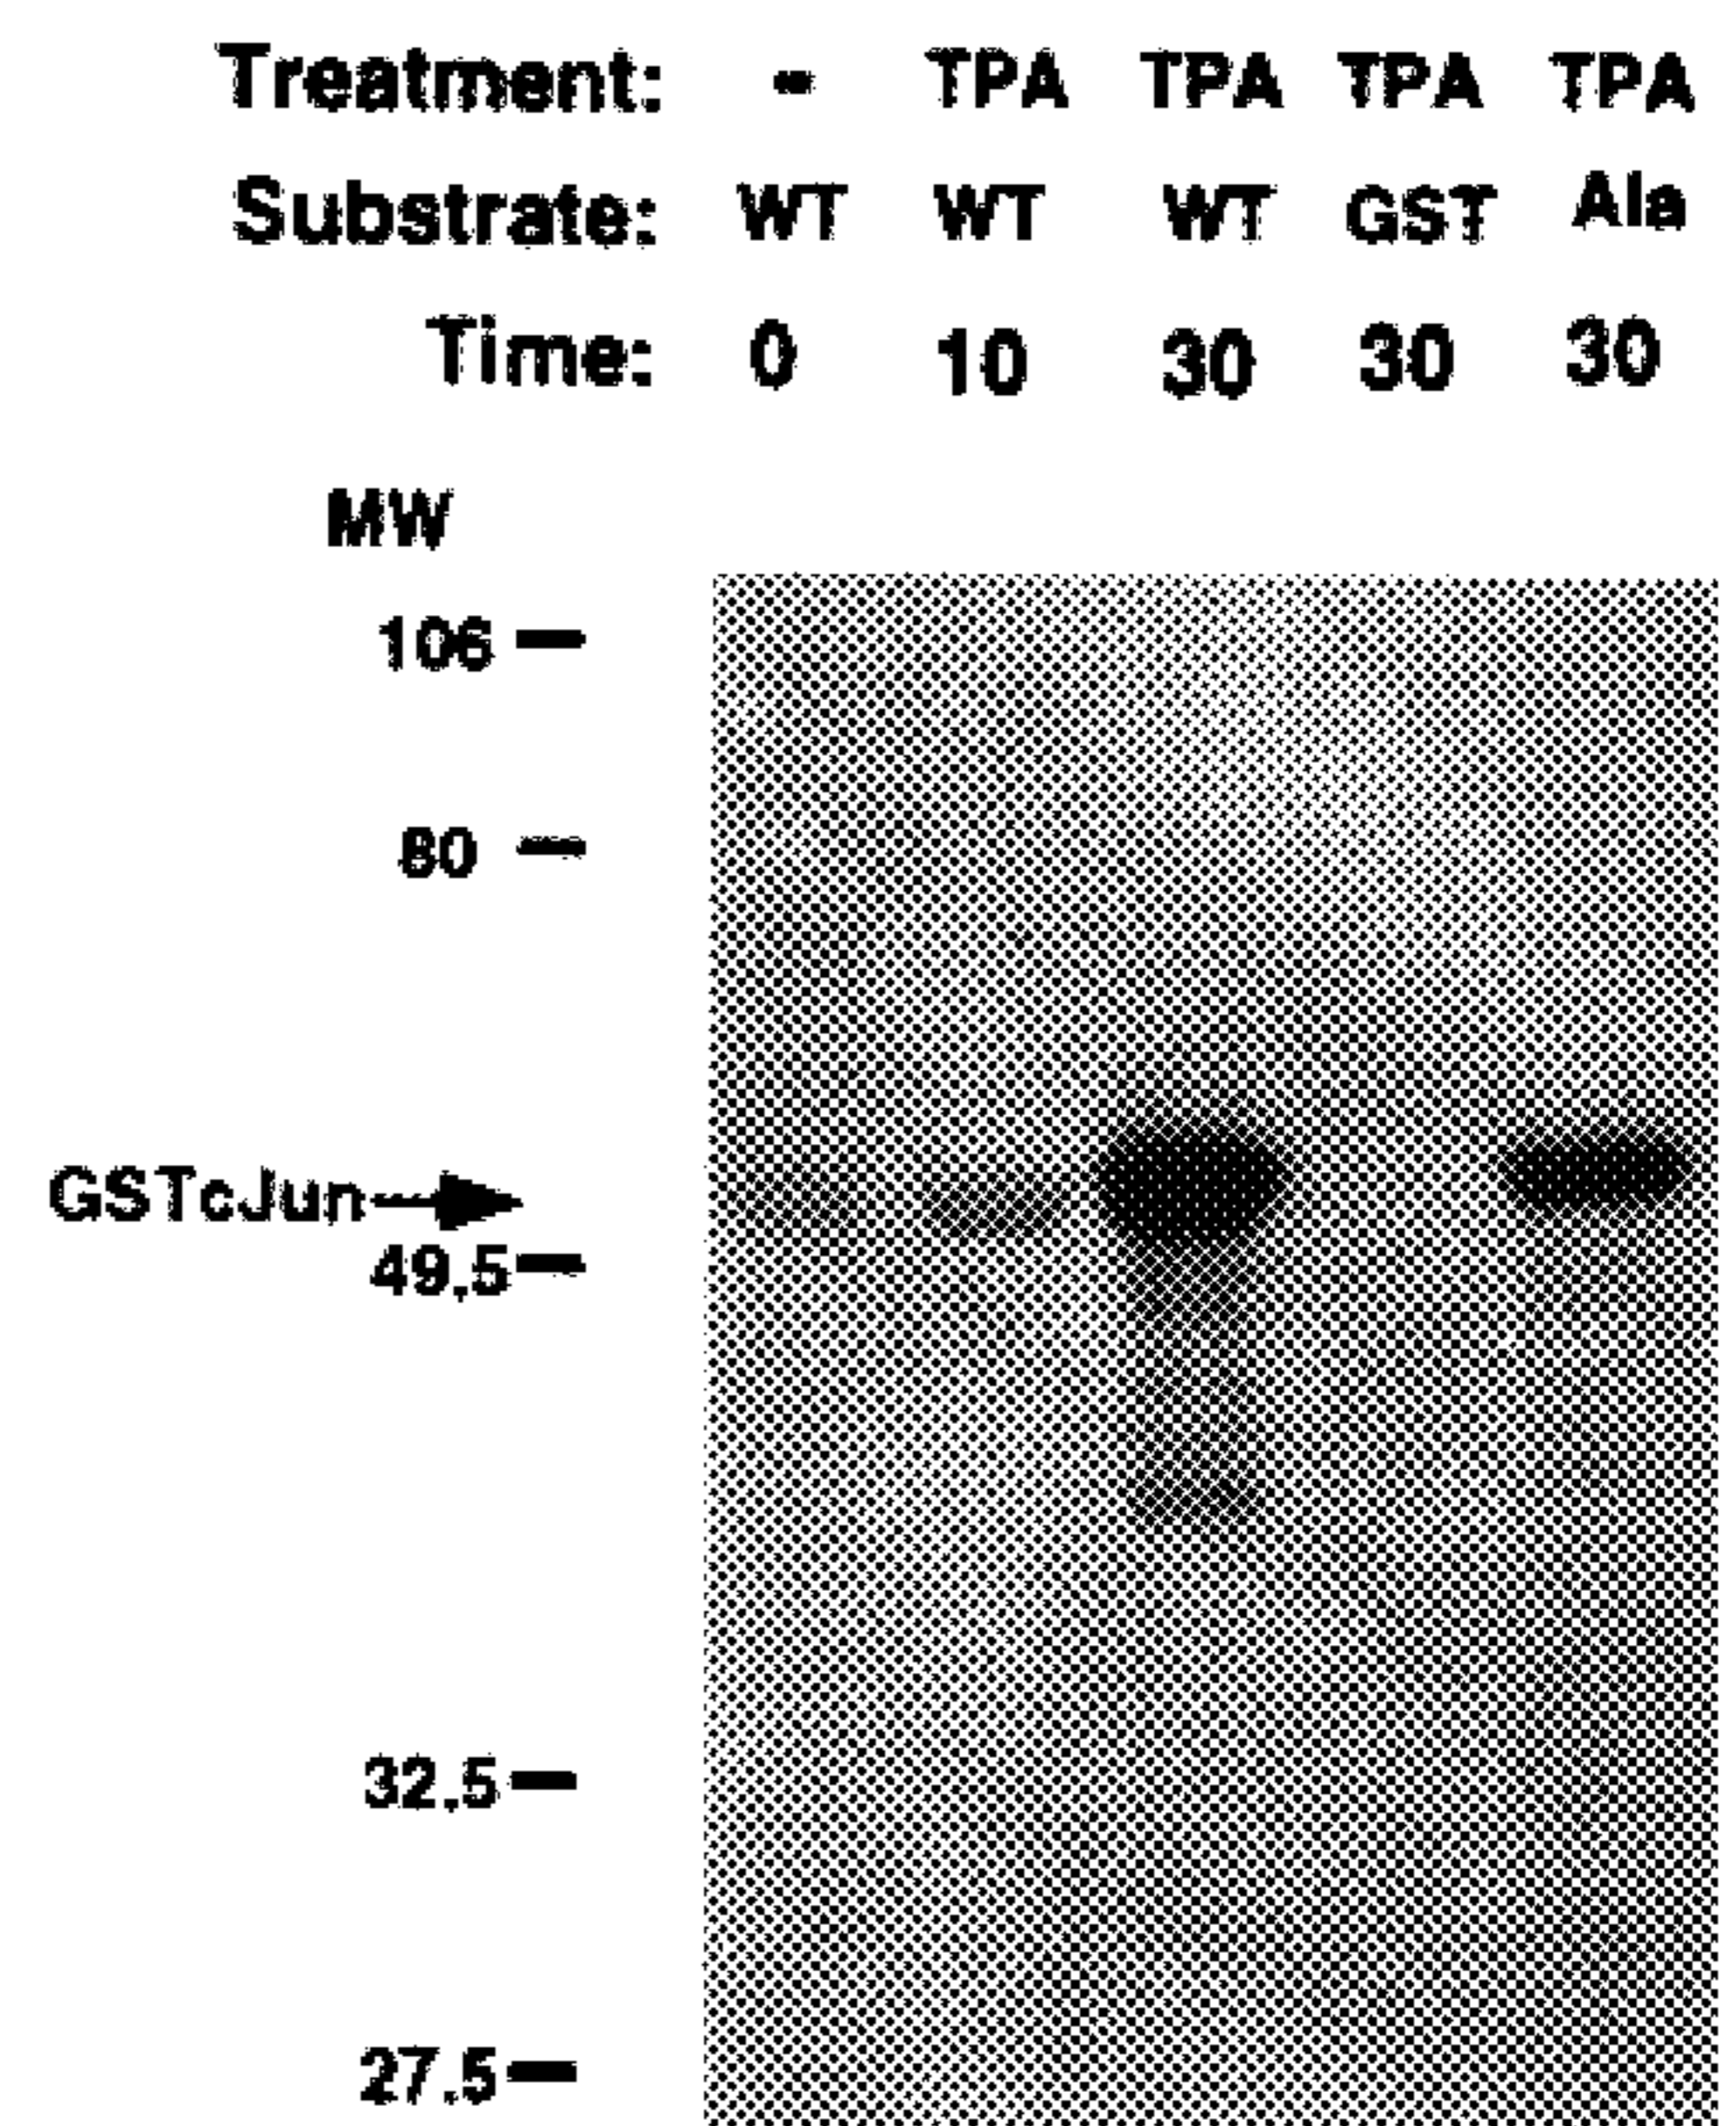 Treatment: - TPA TPA TPA TPA
Substrate: WT WT WT GST Ala
Time: 0 10 30 30 30
MW
106
80
GSTcJun
49.5
32.5
27.5